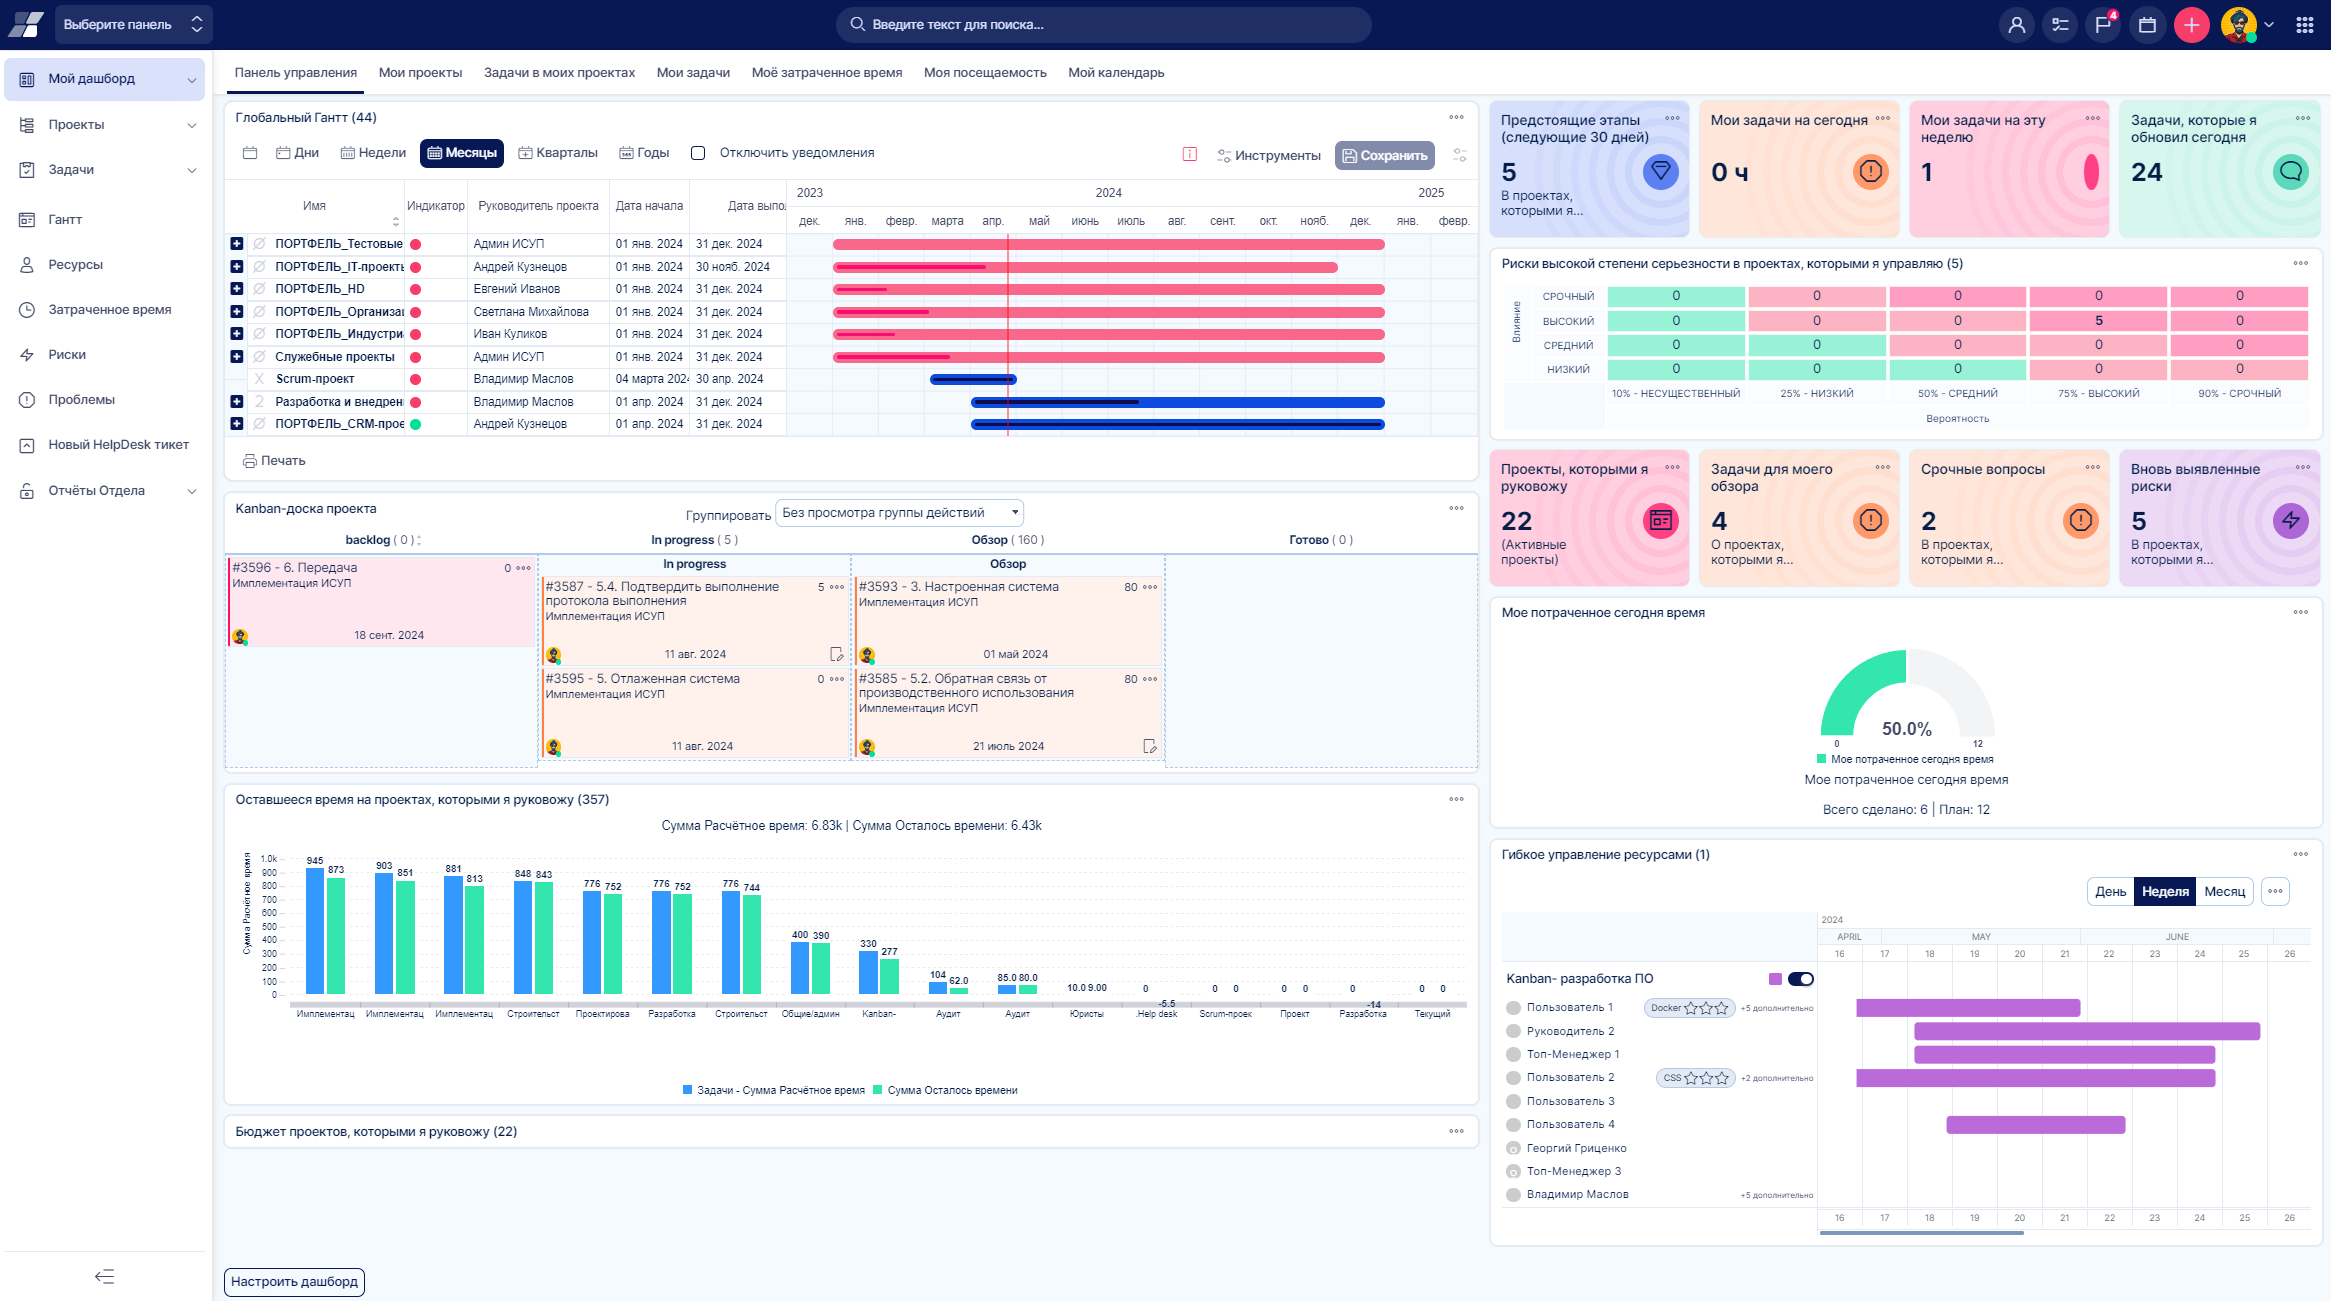 Выберите панель
Введите текст для поиска...
4
Мой дашборд
Проекты
Задачи
Гантт
Ресурсы
Затраченное время
Риски
Проблемы
Новый HelpDesk тикет
Отчёты Отдела
Панель управления Мои проекты Задачи в моих проектах Мои задачи Моё затраченное время Моя посещаемость Мой календарь
Глобальный Гантт (44)
Дни Недели Месяцы Кварталы Годы Отключить уведомления
Инструменты Сохранить
Имя Индикатор Руководитель проекта Дата начала Дата выпол
2023 2024 2025
дек. янв. февр. марта апр. май июнь июль авг. сент. окт. нояб. дек. янв. февр.
ПОРТФЕЛЬ_Тестовые Админ ИСУП 01 янв. 2024 31 дек. 2024
ПОРТФЕЛЬ_IT-проекты Андрей Кузнецов 01 янв. 2024 30 нояб. 2024
ПОРТФЕЛЬ_HD Евгений Иванов 01 янв. 2024 31 дек. 2024
ПОРТФЕЛЬ_Организац Светлана Михайлова 01 янв. 2024 31 дек. 2024
ПОРТФЕЛЬ_Индустриа Иван Куликов 01 янв. 2024 31 дек. 2024
Служебные проекты Админ ИСУП 01 янв. 2024 31 дек. 2024
X Scrum-проект Владимир Маслов 04 марта 2024 30 апр. 2024
2 Разработка и внедрен Владимир Маслов 01 апр. 2024 31 дек. 2024
ПОРТФЕЛЬ_CRM-прое Андрей Кузнецов 01 апр. 2024 31 дек. 2024
Печать
Kanban-доска проекта
Группировать Без просмотра группы действий
backlog ( 0 ) In progress ( 5 ) Обзор ( 160 ) Готово ( 0 )
In progress Обзор
#3596 - 6. Передача 0
Имплементация ИСУП
18 сент. 2024
#3587 - 5.4. Подтвердить выполнение 5
протокола выполнения
Имплементация ИСУП
11 авг. 2024
#3595 - 5. Отлаженная система 0
Имплементация ИСУП
11 авг. 2024
#3593 - 3. Настроенная система 80
Имплементация ИСУП
01 май 2024
#3585 - 5.2. Обратная связь от 80
производственного использования
Имплементация ИСУП
21 июль 2024
Оставшееся время на проектах, которыми я руковожу (357)
Сумма Расчётное время: 6.83k | Сумма Осталось времени: 6.43k
Сумма Расчётное время
1.0k
900
800
700
600
500
400
300
200
100
0
945 873 903 851 881 813 848 843 776 752 776 752 776 744 400 390 330 277 104 62.0 85.0 80.0 10.0 9.00 0 -5.5 0 0 0 0 0 -14 0 0
Имплементац Имплементац Имплементац Строительст Проектирова Разработка Строительст Общие/админ Kanban- Аудит Аудит Юристы .Help desk Scrum-проек Проект Разработка Текущий
Задачи - Сумма Расчётное время Сумма Осталось времени
Бюджет проектов, которыми я руковожу (22)
Настроить дашборд
Предстоящие этапы
(следующие 30 дней)
5
В проектах,
которыми я...
Мои задачи на сегодня
0 ч
Мои задачи на эту
неделю
1
Задачи, которые я
обновил сегодня
24
Риски высокой степени серьезности в проектах, которыми я управляю (5)
Влияние
СРОЧНЫЙ 0 0 0 0 0
ВЫСОКИЙ 0 0 0 5 0
СРЕДНИЙ 0 0 0 0 0
НИЗКИЙ 0 0 0 0 0
10% - НЕСУЩЕСТВЕННЫЙ 25% - НИЗКИЙ 50% - СРЕДНИЙ 75% - ВЫСОКИЙ 90% - СРОЧНЫЙ
Вероятность
Проекты, которыми я
руковожу
22
(Активные
проекты)
Задачи для моего
обзора
4
О проектах,
которыми я...
Срочные вопросы
2
В проектах,
которыми я...
Вновь выявленные
риски
5
В проектах,
которыми я...
Мое потраченное сегодня время
50.0%
0 12
Мое потраченное сегодня время
Мое потраченное сегодня время
Всего сделано: 6 | План: 12
Гибкое управление ресурсами (1)
День Неделя Месяц
2024
APRIL MAY JUNE
16 17 18 19 20 21 22 23 24 25 26
Kanban- разработка ПО
Пользователь 1 Docker +5 дополнительно
Руководитель 2
Топ-Менеджер 1
Пользователь 2 CSS +2 дополнительно
Пользователь 3
Пользователь 4
Георгий Гриценко
Топ-Менеджер 3
Владимир Маслов +5 дополнительно
16 17 18 19 20 21 22 23 24 25 26